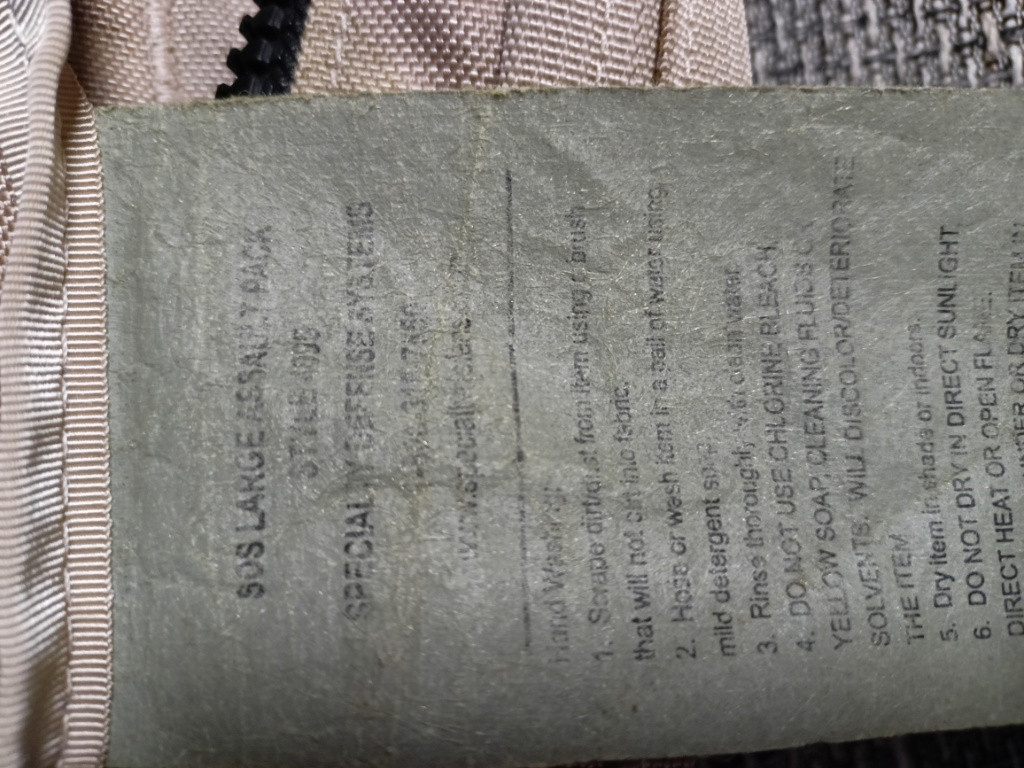 SDS LARGE ASSAULT PACK
STYLE
SPECIALTY DEFENSE SYSTEMS
Hand Washing:
1. Scrape dirt/dust from item using a brush
that will not cut into fabric.
2. Hose or wash item in a pail of water using
mild detergent soap
3. Rinse thoroughly with clean water.
4. DO NOT USE CHLORINE BLEACH,
YELLOW SOAP, CLEANING FLUIDS
SOLVENTS. WILL DISCOLOR/DETERIORATE
THE ITEM
5. Dry item in shade or indoors.
6. DO NOT DRY IN DIRECT SUNLIGHT
DIRECT HEAT OR OPEN FLAME.